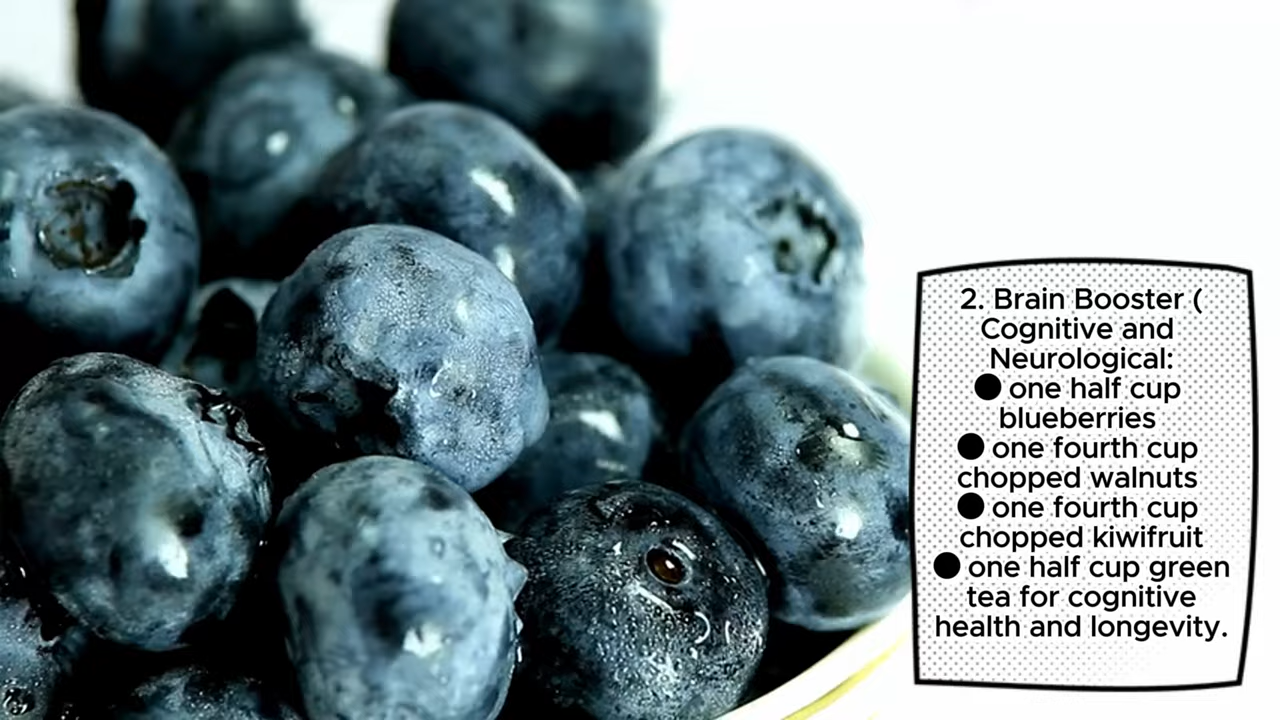 2. Brain Booster (
Cognitive and
Neurological:
● one half cup
blueberries
● one fourth cup
chopped walnuts
● one fourth cup
chopped kiwifruit
● one half cup green
tea for cognitive
health and longevity.